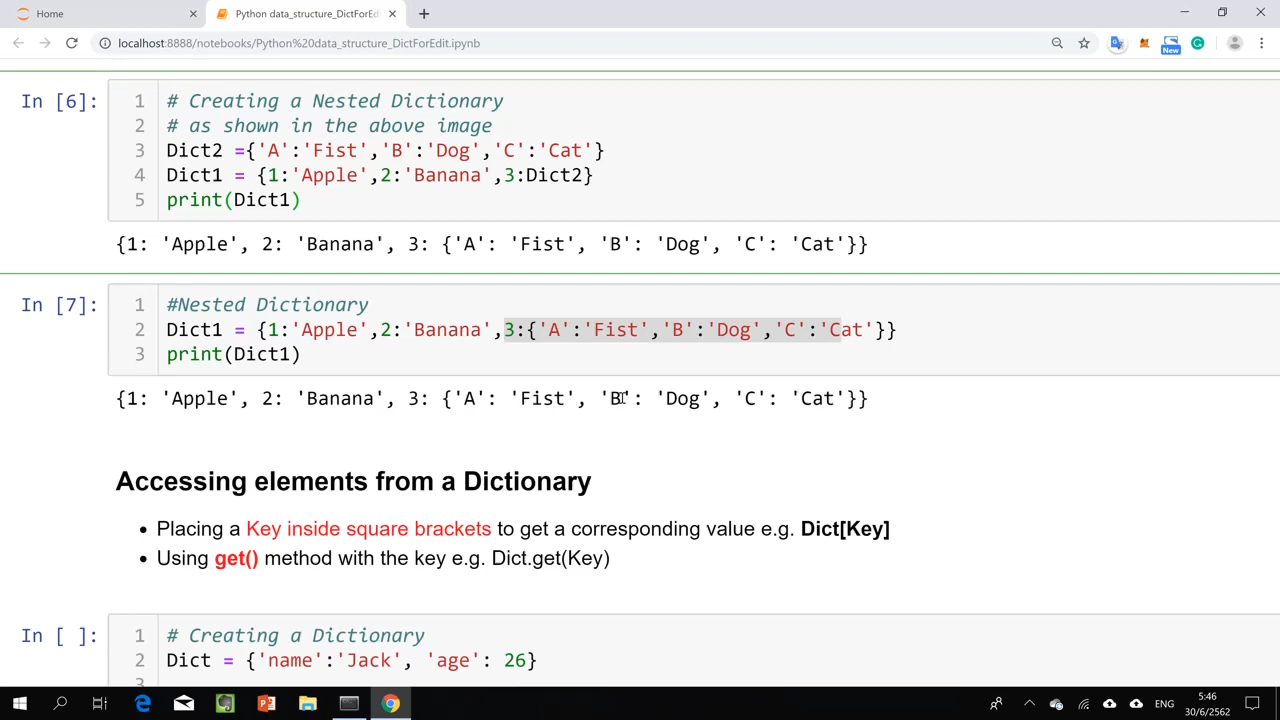 Home
Python data_structure_DictForEdi
localhost:8888/notebooks/Python%20data_structure_DictForEdit.ipynb
New
In [6]:
1 # Creating a Nested Dictionary
2 # as shown in the above image
3 Dict2 ={'A':'Fist','B':'Dog','C':'Cat'}
4 Dict1 = {1:'Apple',2:'Banana',3:Dict2}
5 print(Dict1)
{1: 'Apple', 2: 'Banana', 3: {'A': 'Fist', 'B': 'Dog', 'C': 'Cat'}}
In [7]:
1 #Nested Dictionary
2 Dict1 = {1:'Apple',2:'Banana',3:{'A':'Fist','B':'Dog','C':'Cat'}}
3 print(Dict1)
{1: 'Apple', 2: 'Banana', 3: {'A': 'Fist', 'B': 'Dog', 'C': 'Cat'}}
Accessing elements from a Dictionary
• Placing a Key inside square brackets to get a corresponding value e.g. Dict[Key]
• Using get() method with the key e.g. Dict.get(Key)
In [ ]:
1 # Creating a Dictionary
2 Dict = {'name':'Jack', 'age': 26}
3
ENG
5:46
30/6/2562